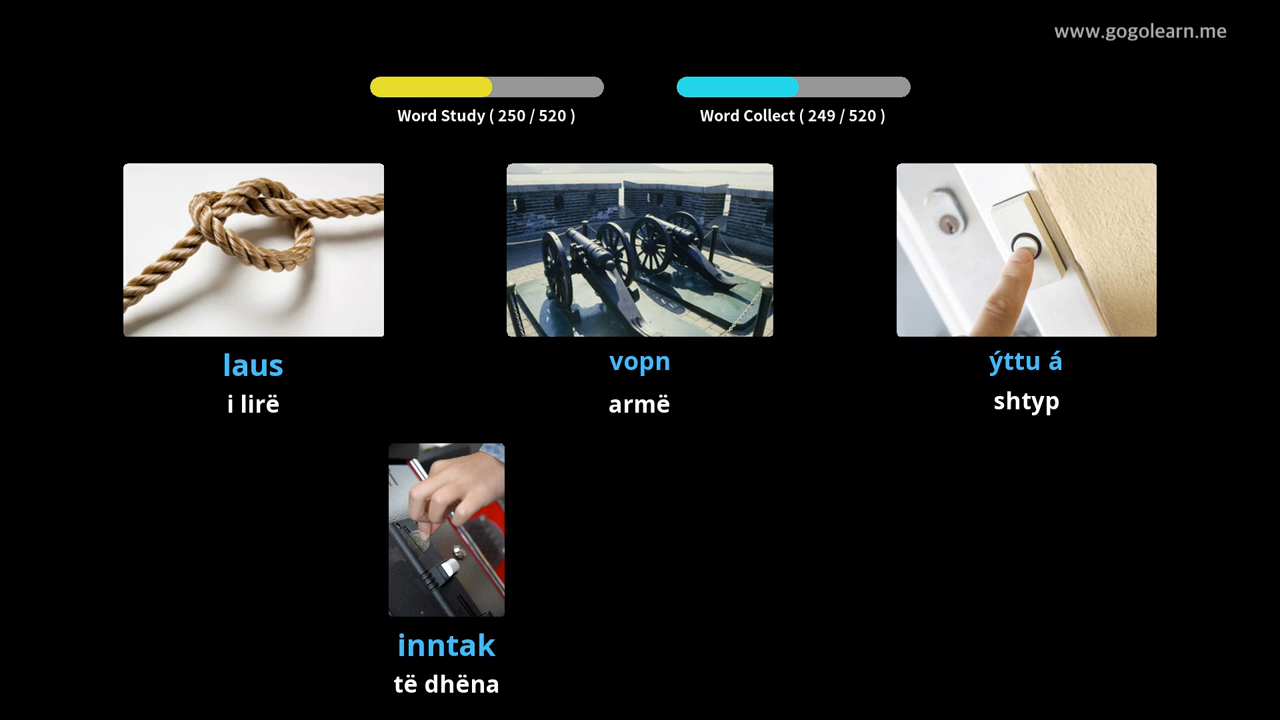 www.gogolearn.me
Word Study ( 250 / 520 )
Word Collect ( 249 / 520 )
laus
i lirë
vopn
armë
ýttu á
shtyp
inntak
të dhëna